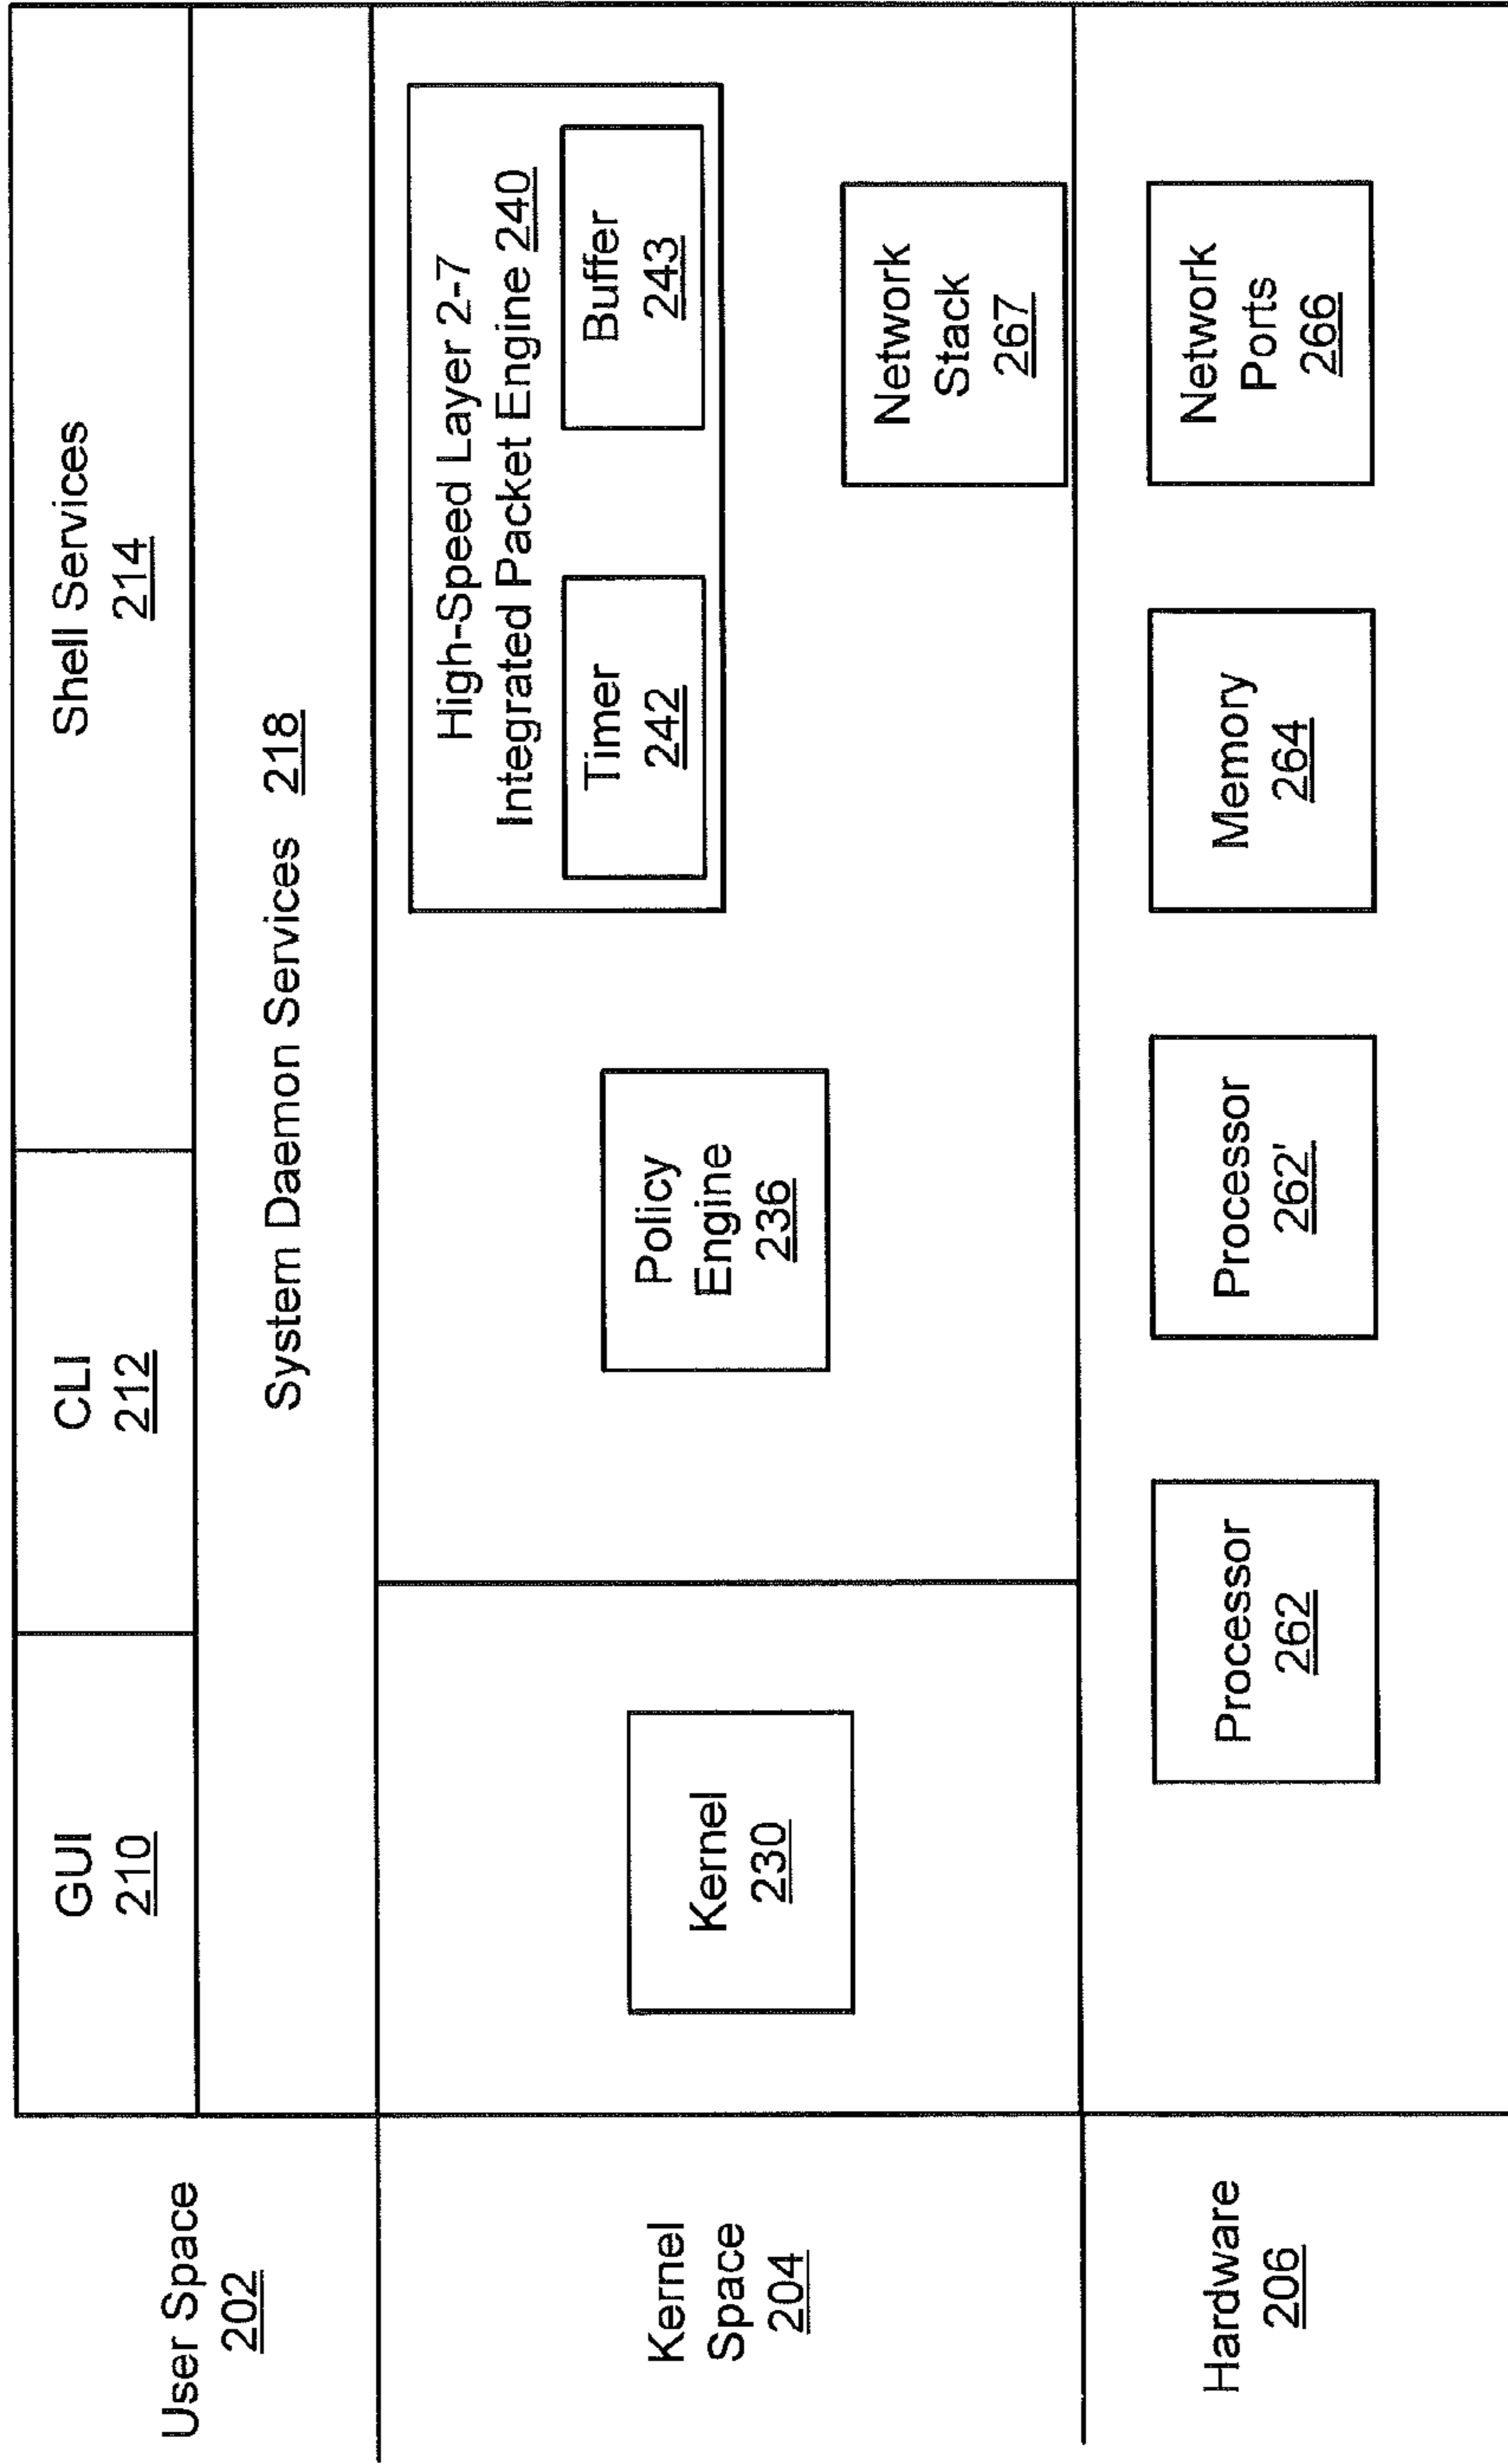 User Space
202
GUI
210
CLI
212
Shell Services
214
System Daemon Services 218
Kernel
Space
204
Kernel
230
Policy
Engine
236
High-Speed Layer 2-7
Integrated Packet Engine 240
Timer
242
Buffer
243
Network
Stack
267
Hardware
206
Processor
262
Processor
262'
Memory
264
Network
Ports
266